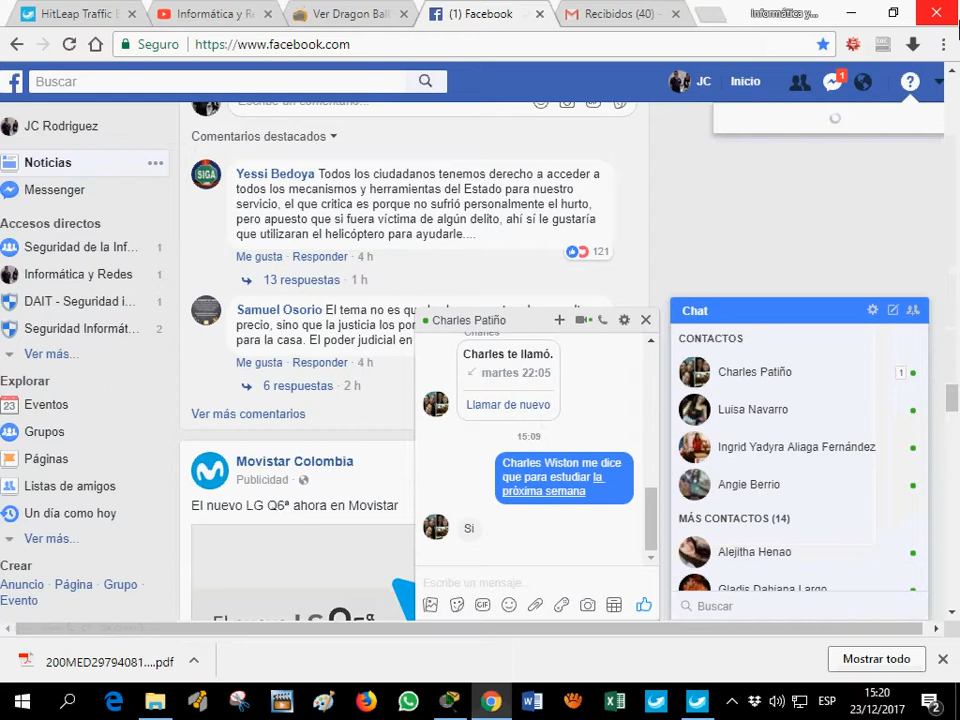 HitLeap Traffic E
Informática y Re
Ver Dragon Ball
(1) Facebook
Recibidos (40) -
Informática y...
Seguro
https://www.facebook.com
Buscar
JC
Inicio
1
JC Rodriguez
Noticias
Messenger
Accesos directos
Seguridad de la Inf... 1
Informática y Redes 1
DAIT - Seguridad i... 1
Seguridad Informát... 2
Ver más...
Explorar
23 Eventos
Grupos
Páginas
Listas de amigos
Un día como hoy
Ver más...
Crear
Anuncio · Página · Grupo ·
Evento
Escribe un comentario...
Comentarios destacados
SIGA
Yessi Bedoya Todos los ciudadanos tenemos derecho a acceder a
todos los mecanismos y herramientas del Estado para nuestro
servicio, el que critica es porque no sufrió personalmente el hurto,
pero apuesto que si fuera víctima de algún delito, ahí sí le gustaría
que utilizaran el helicóptero para ayudarle....
121
Me gusta · Responder · 4 h
13 respuestas · 1 h
Samuel Osorio El tema no es
precio, sino que la justicia los
para la casa. El poder judicial en
Me gusta · Responder · 4 h
6 respuestas · 2 h
Ver más comentarios
Movistar Colombia
Publicidad ·
El nuevo LG Q6ª ahora en Movistar
Charles Patiño
Charles
Charles te llamó.
martes 22:05
Llamar de nuevo
15:09
Charles Wiston me dice
que para estudiar la
próxima semana
Si
Escribe un mensaje...
GIF
Chat
CONTACTOS
Charles Patiño 1
Luisa Navarro
Ingrid Yadyra Aliaga Fernández
Angie Berrio
MÁS CONTACTOS (14)
Alejitha Henao
Gladis Dahiana Largo
Buscar
200MED29794081....pdf
Mostrar todo
ESP
15:20
23/12/2017
2